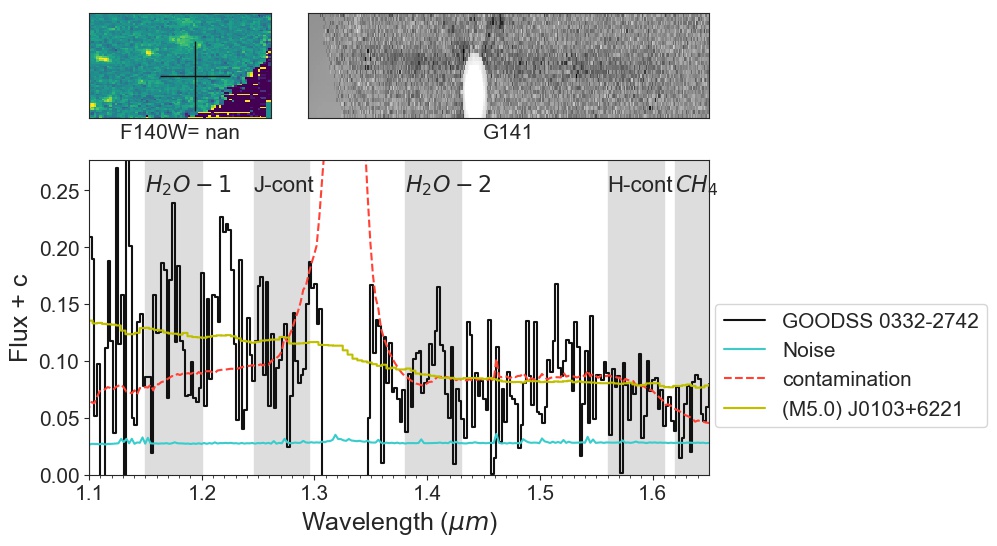 F140W= nan
G141
H₂O − 1
J-cont
H₂O − 2
H-cont
CH₄
0.25
0.20
0.15
0.10
0.05
0.00
Flux + c
1.1
1.2
1.3
1.4
1.5
1.6
Wavelength (μm)
GOODSS 0332-2742
Noise
contamination
(M5.0) J0103+6221